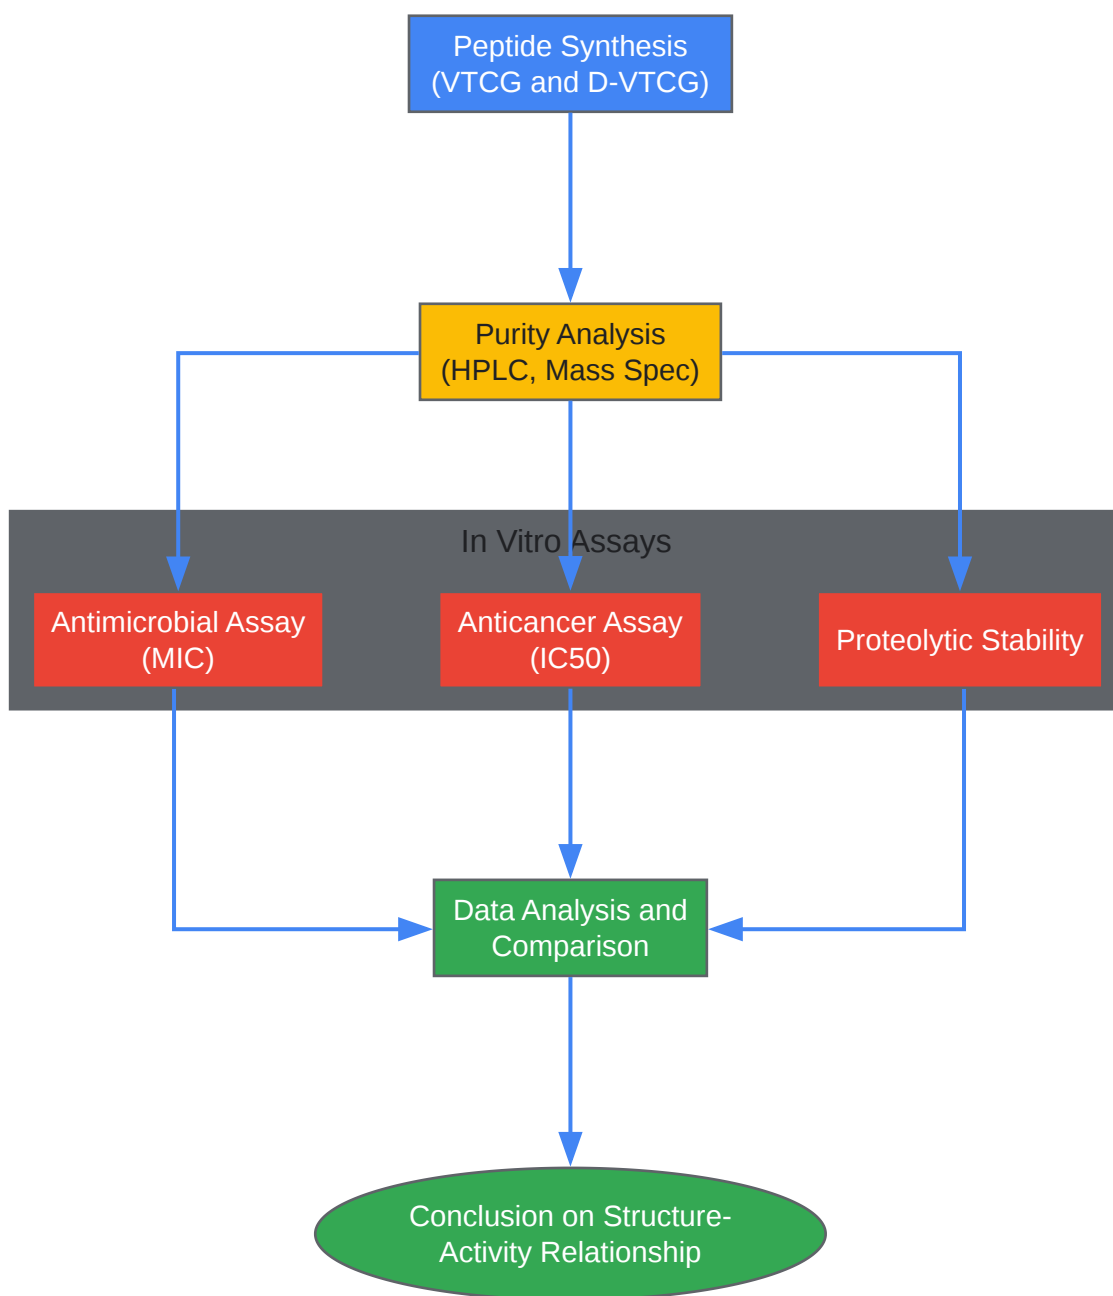 Peptide Synthesis
(VTCG and D-VTCG)
Purity Analysis
(HPLC, Mass Spec)
In Vitro Assays
Antimicrobial Assay
(MIC)
Anticancer Assay
(IC50)
Proteolytic Stability
Data Analysis and
Comparison
Conclusion on Structure-
Activity Relationship